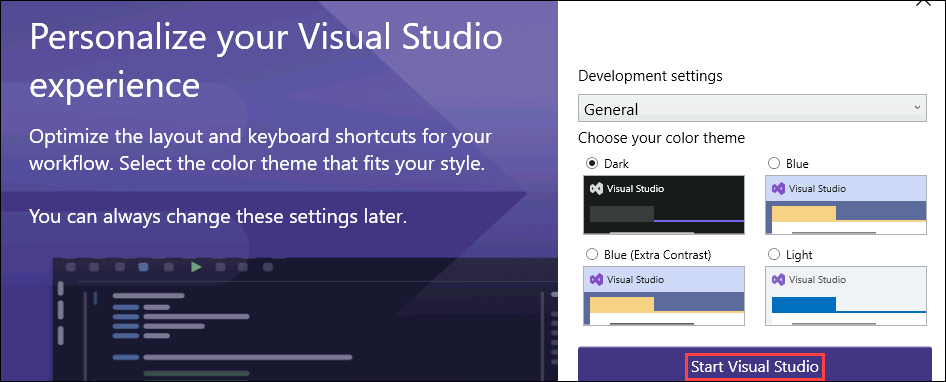 Personalize your Visual Studio
experience
Optimize the layout and keyboard shortcuts for your
workflow. Select the color theme that fits your style.
You can always change these settings later.
Development settings
General
Choose your color theme
Dark
Visual Studio
Blue
Visual Studio
Blue (Extra Contrast)
Visual Studio
Light
Visual Studio
Start Visual Studio